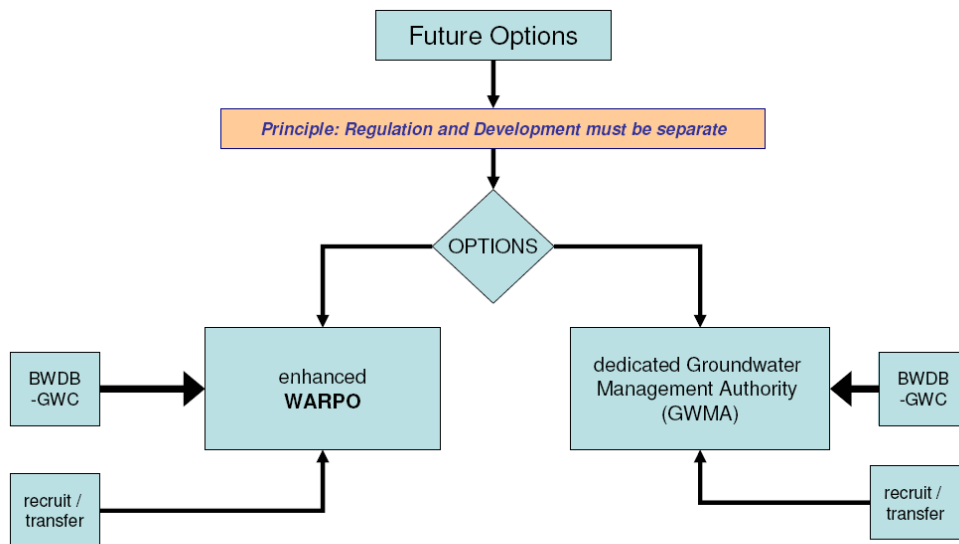 Future Options
Principle: Regulation and Development must be separate
OPTIONS
BWDB
-GWC
enhanced
WARPO
dedicated Groundwater
Management Authority
(GWMA)
BWDB
-GWC
recruit /
transfer
recruit /
transfer